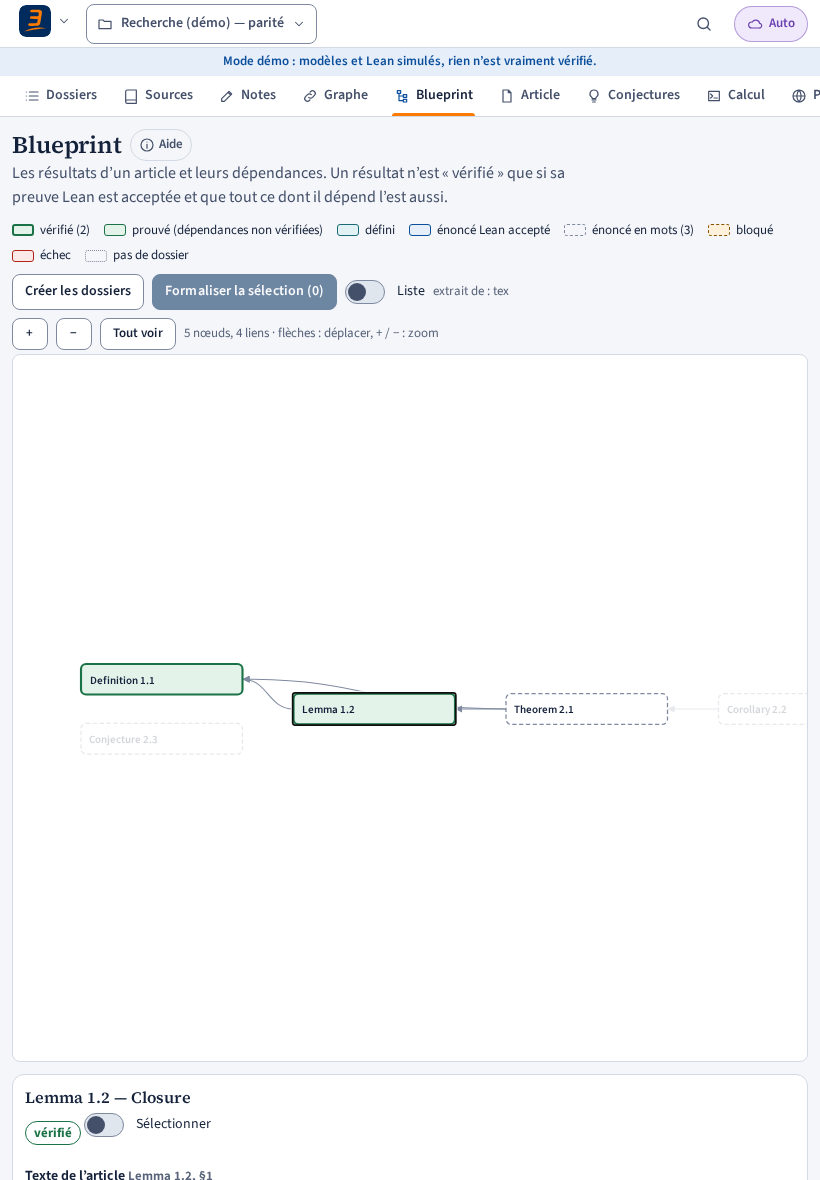 Recherche (démo) — parité
Auto
Mode démo : modèles et Lean simulés, rien n’est vraiment vérifié.
Dossiers
Sources
Notes
Graphe
Blueprint
Article
Conjectures
Calcul
P
Blueprint
Aide
Les résultats d’un article et leurs dépendances. Un résultat n’est « vérifié » que si sa
preuve Lean est acceptée et que tout ce dont il dépend l’est aussi.
vérifié (2)
prouvé (dépendances non vérifiées)
défini
énoncé Lean accepté
énoncé en mots (3)
bloqué
échec
pas de dossier
Créer les dossiers
Formaliser la sélection (0)
Liste
extrait de : tex
+
−
Tout voir
5 nœuds, 4 liens · flèches : déplacer, + / − : zoom
Definition 1.1
Lemma 1.2
Theorem 2.1
Corollary 2.2
Conjecture 2.3
Lemma 1.2 — Closure
vérifié
Sélectionner
Texte de l’article Lemma 1.2, §1